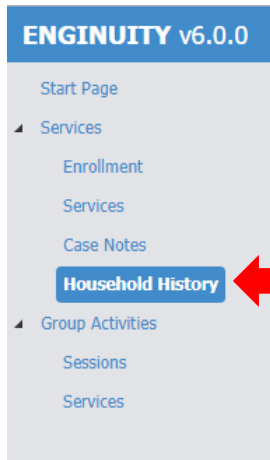 ENGINUITY v6.0.0
Start Page
Services
Enrollment
Services
Case Notes
Household History
Group Activities
Sessions
Services